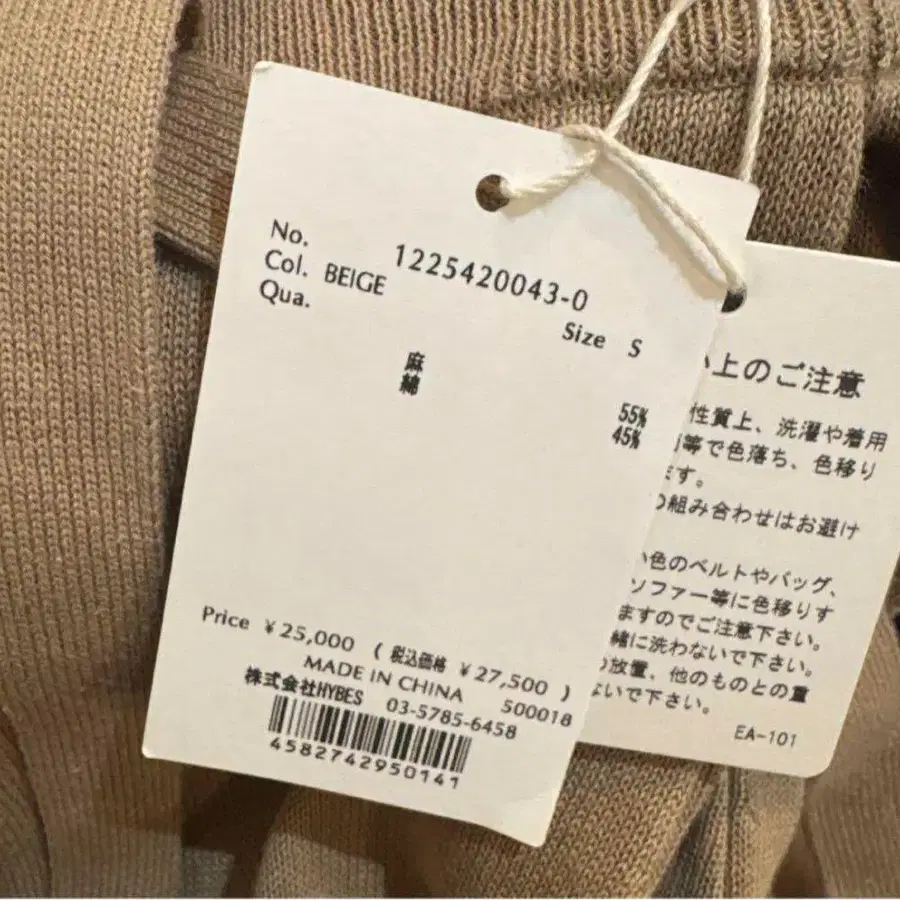 No. 1225420043-0
Col. BEIGE
Qua. Size S
麻 55%
綿 45%
Price ¥25,000 (税込価格 ¥27,500)
MADE IN CHINA 500018
株式会社HYBES 03-5785-6458
4582742950141
上のご注意
性質上、洗濯や着用
等で色落ち、色移り
ます。
の組み合わせはお避け
い色のベルトやバッグ、
ソファー等に色移りす
ますのでご注意下さい。
緒に洗わないで下さい。
の放置、他のものとの重
ないで下さい。
EA-101